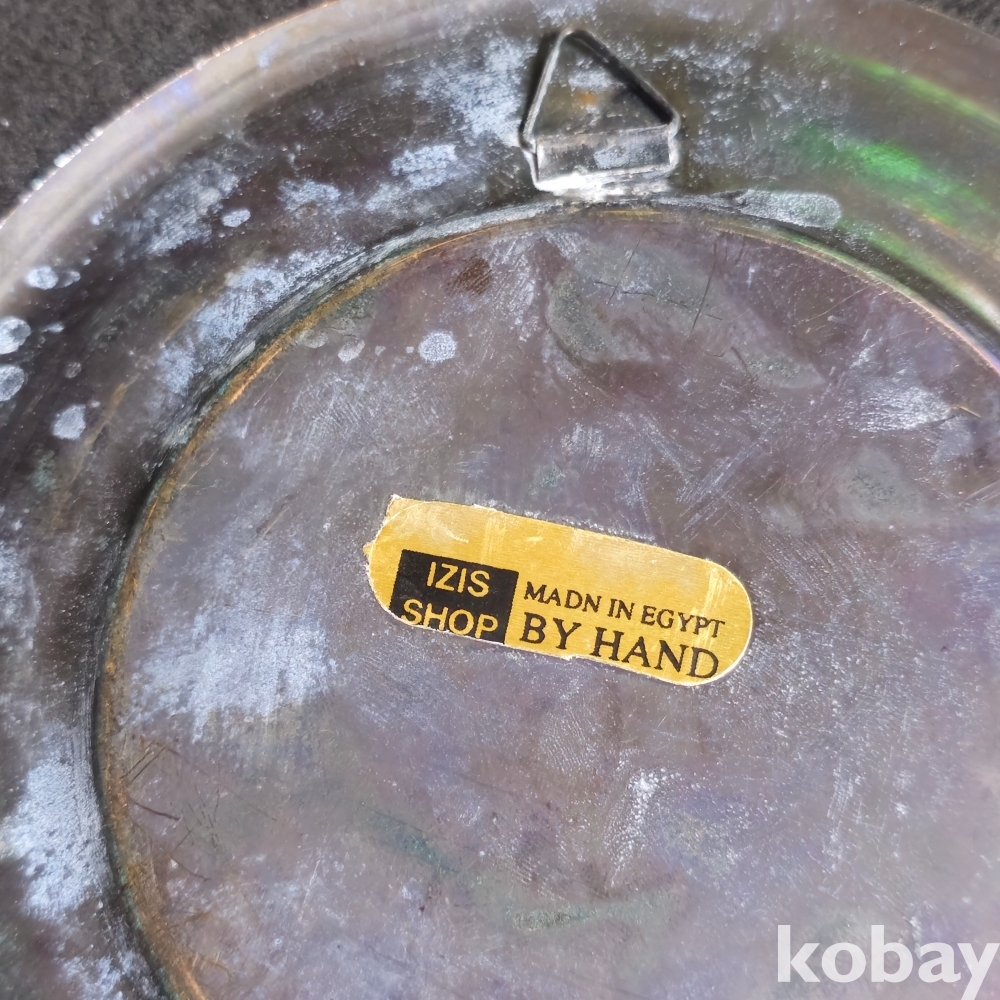 IZIS
SHOP
MADN IN EGYPT
BY HAND
kobay